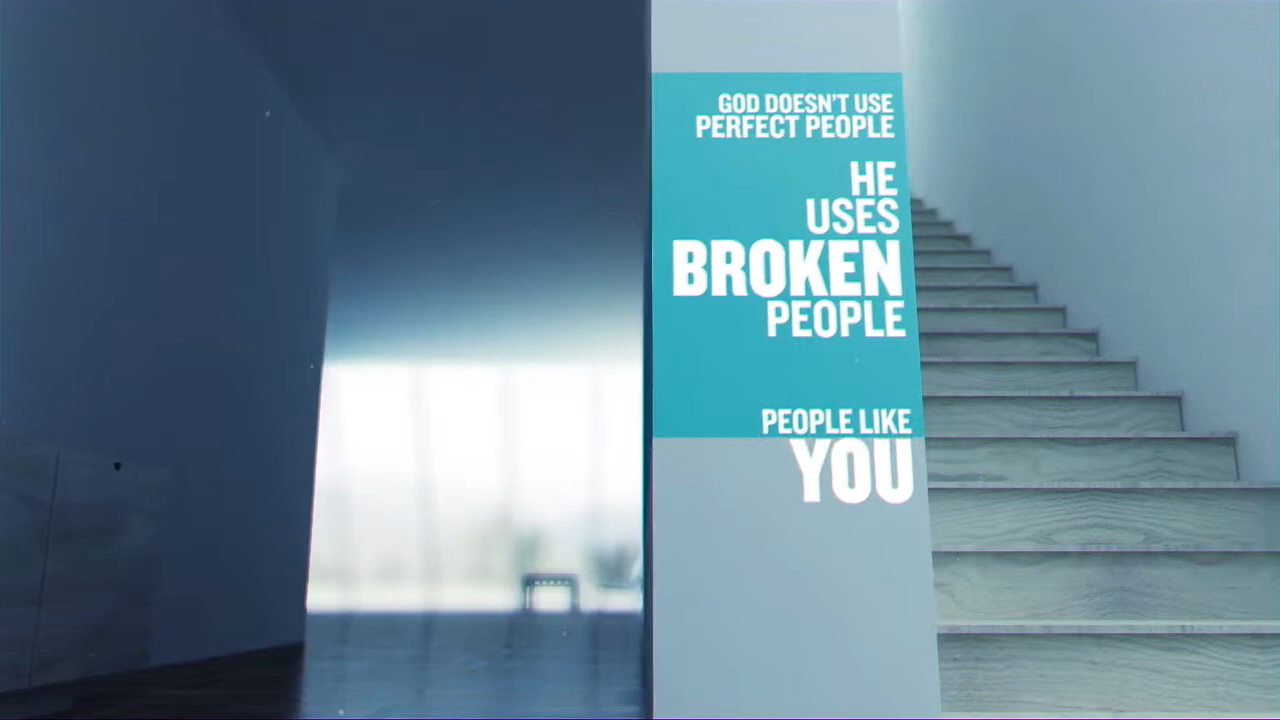 GOD DOESN'T USE
PERFECT PEOPLE
HE
USES
BROKEN
PEOPLE
PEOPLE LIKE
YOU